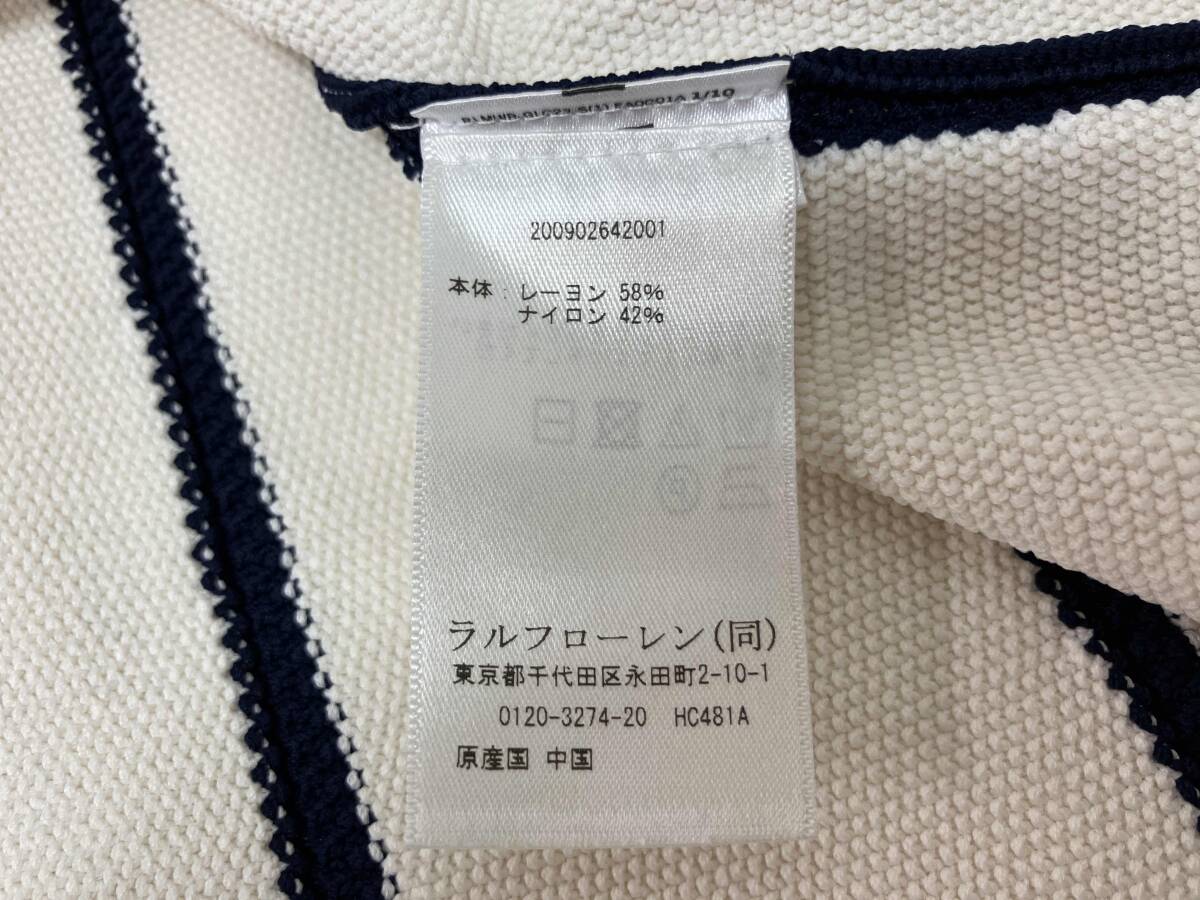 1/10
200902642001
本体: レーヨン 58%
ナイロン 42%
ラルフローレン(同)
東京都千代田区永田町2-10-1
0120-3274-20 HC481A
原産国 中国